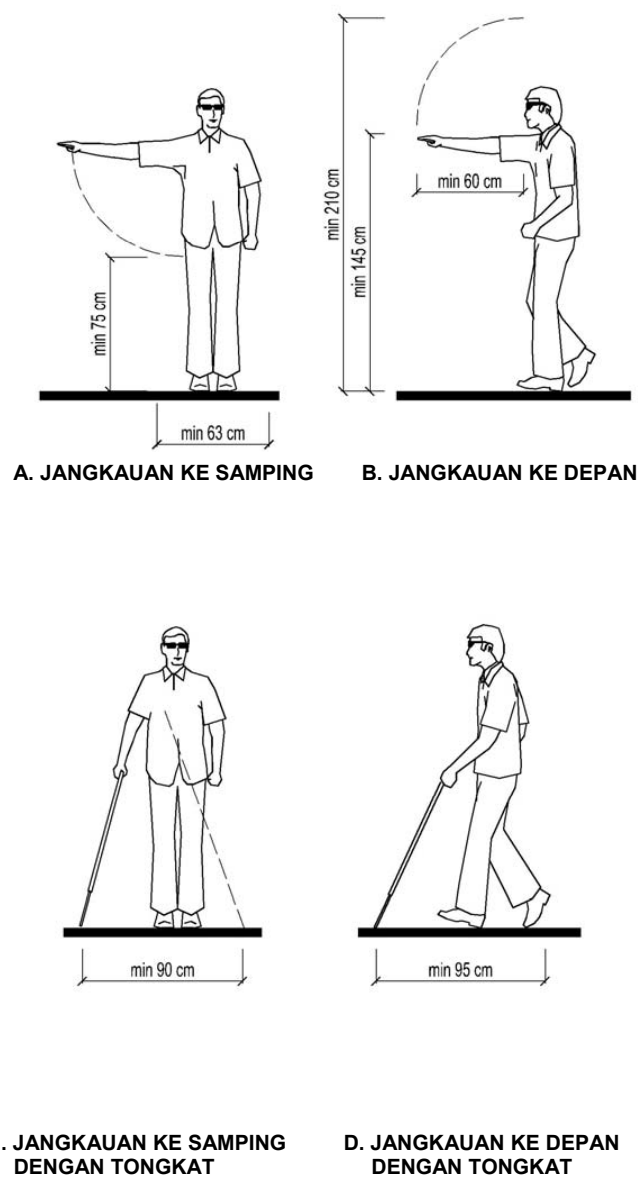 min 210 cm
min 60 cm
min 145 cm
min 75 cm
min 63 cm
A. JANGKAUAN KE SAMPING
B. JANGKAUAN KE DEPAN
min 90 cm
min 95 cm
. JANGKAUAN KE SAMPING
DENGAN TONGKAT
D. JANGKAUAN KE DEPAN
DENGAN TONGKAT